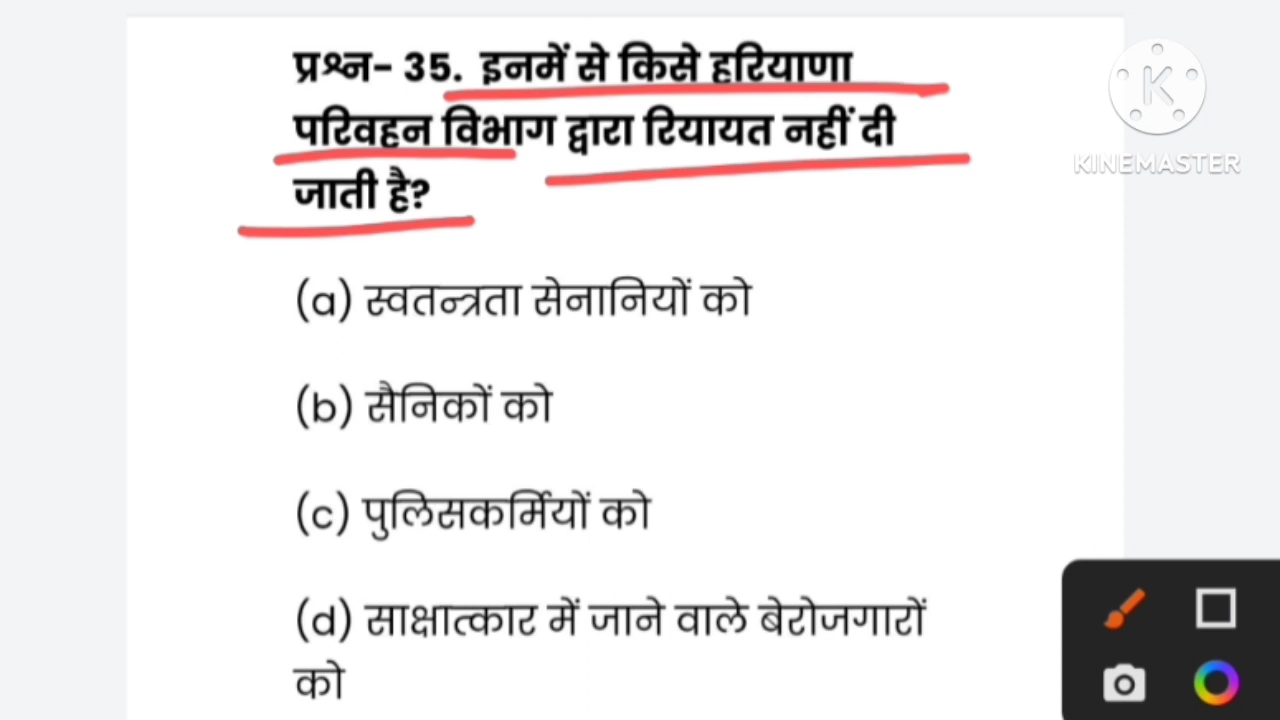 प्रश्न- 35. इनमें से किसे हरियाणा
परिवहन विभाग द्वारा रियायत नहीं दी
जाती है?
(a) स्वतन्त्रता सेनानियों को
(b) सैनिकों को
(c) पुलिसकर्मियों को
(d) साक्षात्कार में जाने वाले बेरोजगारों
को
K
KINEMASTER